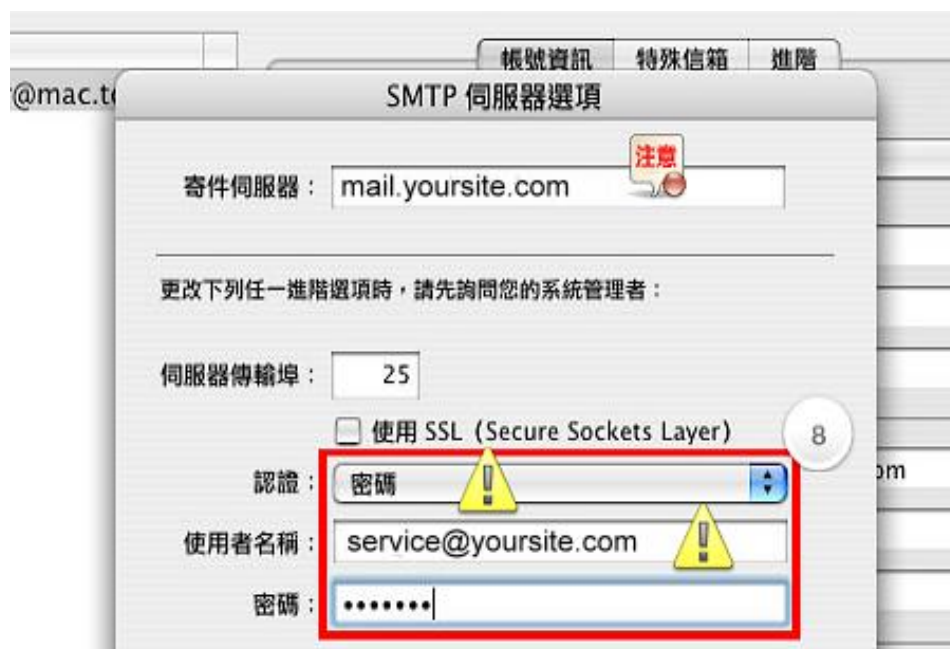 帳號資訊 特殊信箱 進階
@mac.t
SMTP 伺服器選項
注意
寄件伺服器： mail.yoursite.com
更改下列任一進階選項時，請先詢問您的系統管理者：
伺服器傳輸埠： 25
使用 SSL (Secure Sockets Layer)
8
認證： 密碼
om
使用者名稱： service@yoursite.com
密碼： •••••••